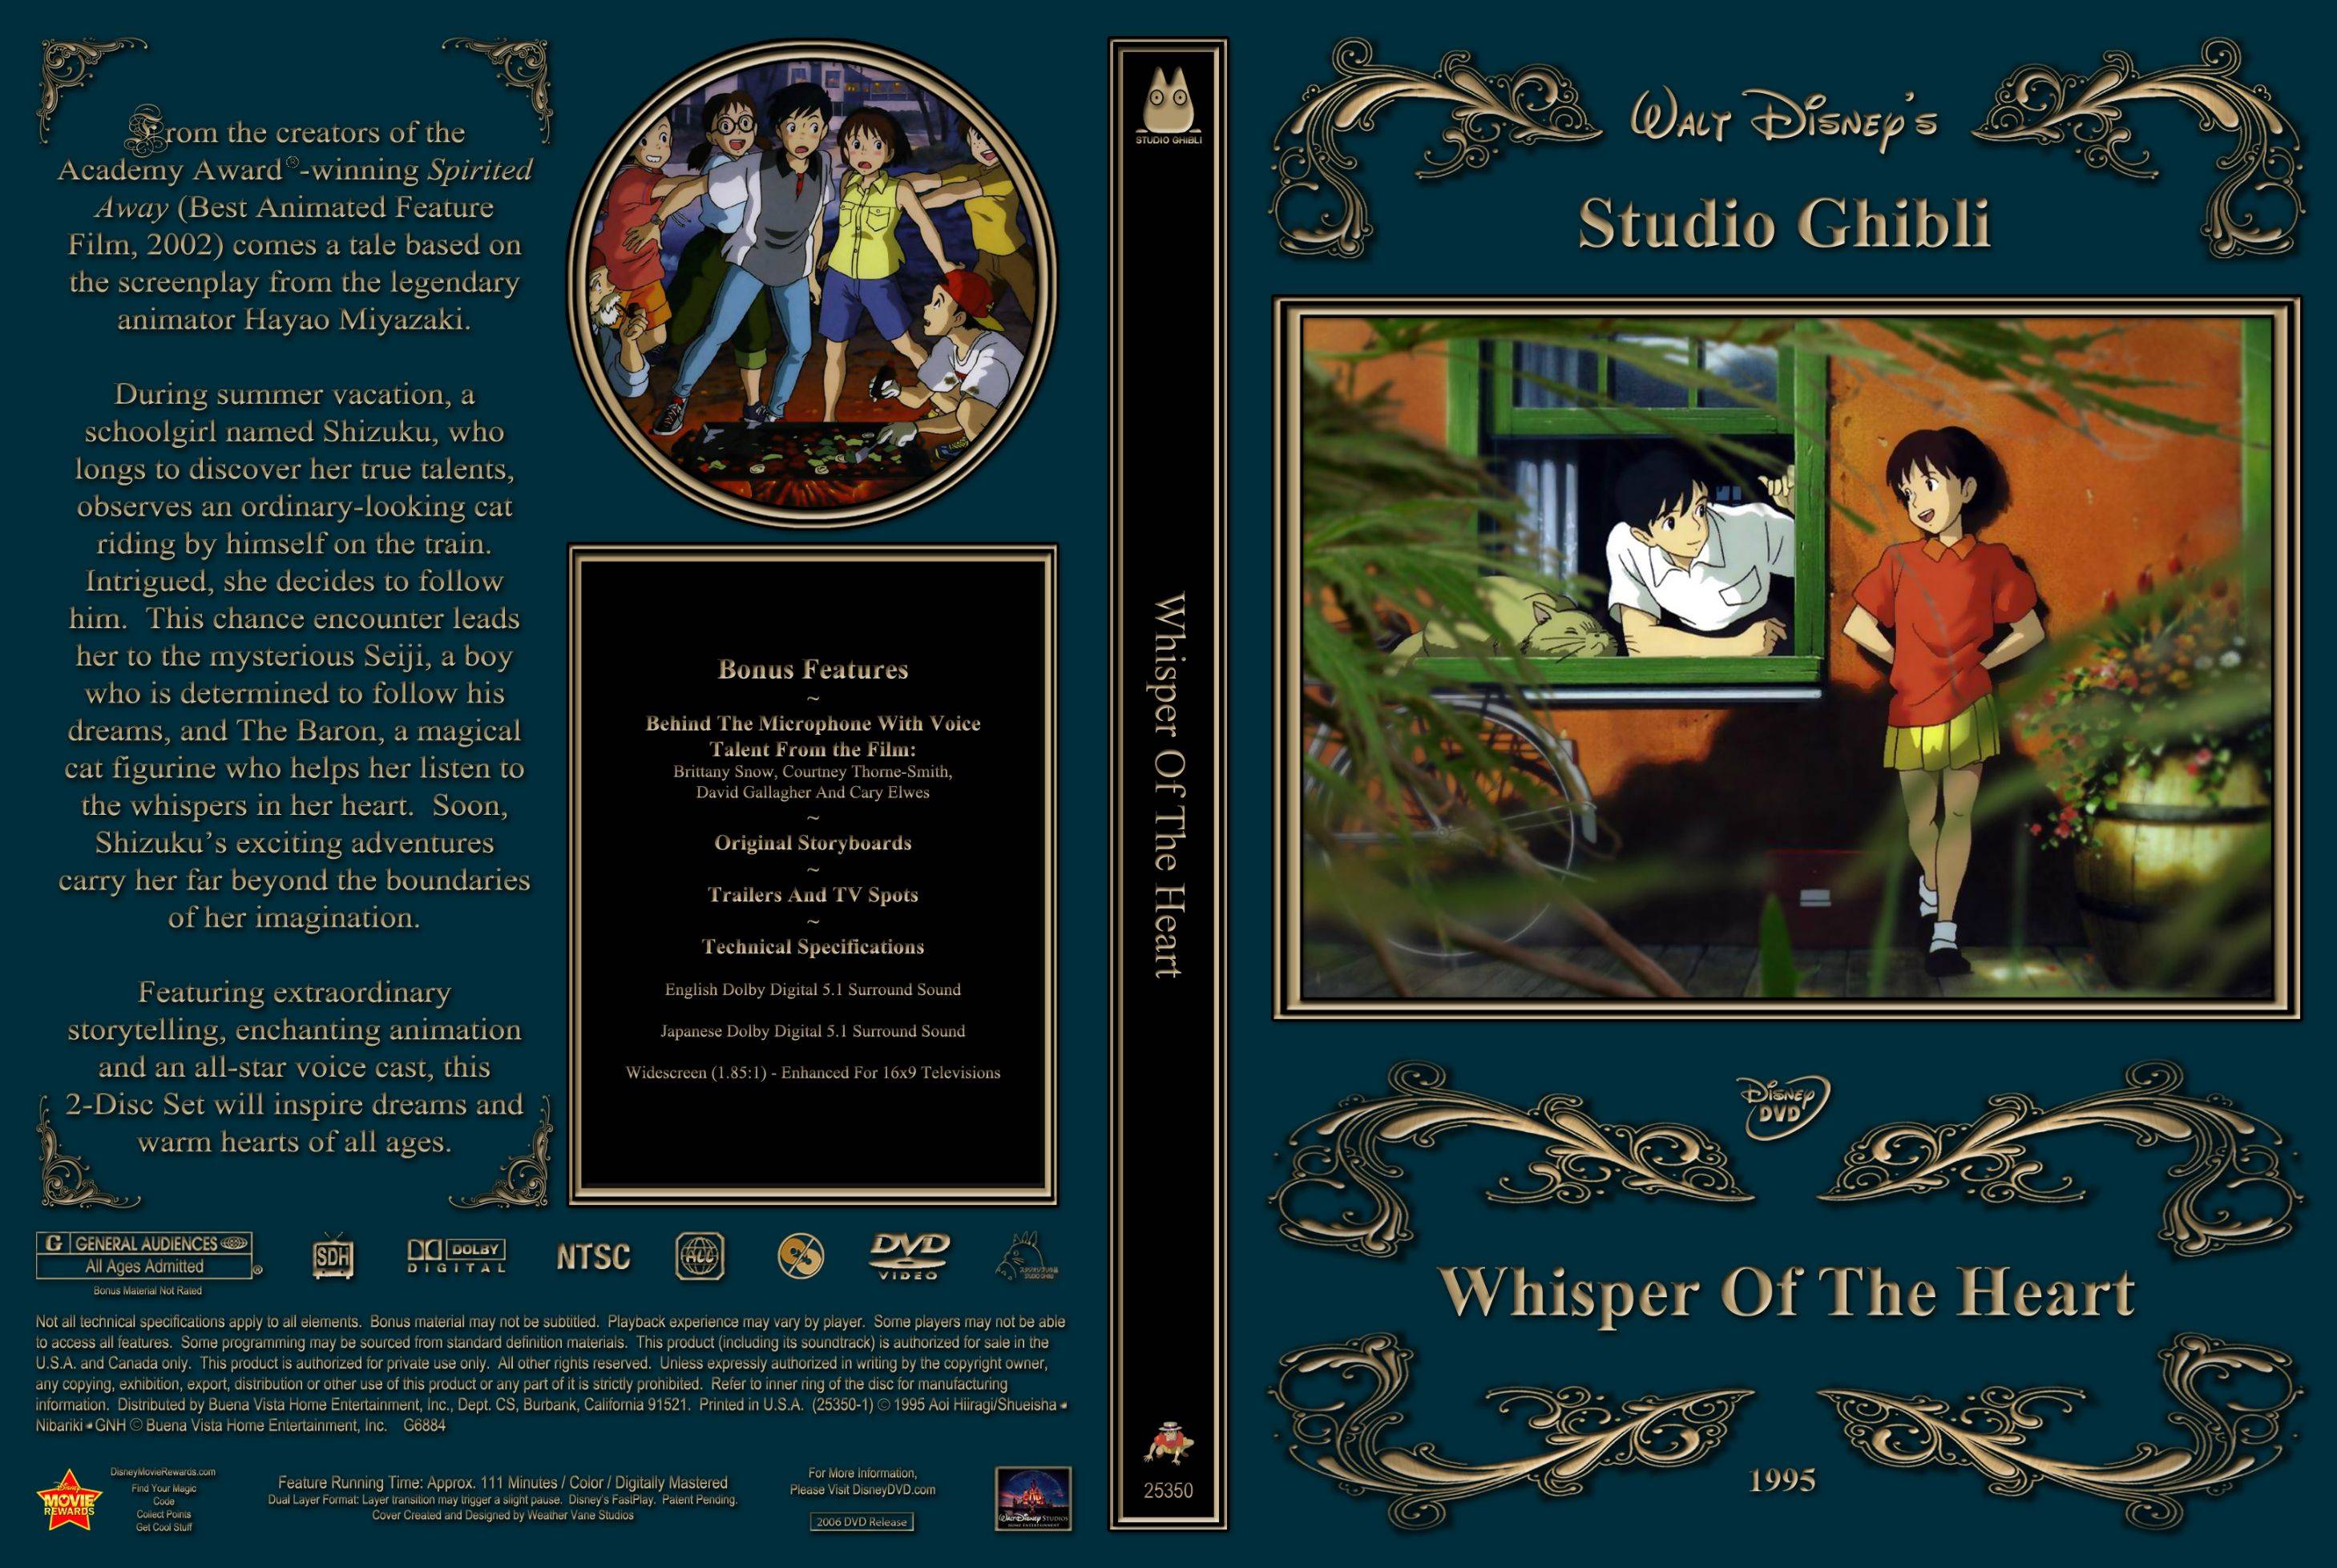 From the creators of the
Academy Award®-winning Spirited
Away (Best Animated Feature
Film, 2002) comes a tale based on
the screenplay from the legendary
animator Hayao Miyazaki.
During summer vacation, a
schoolgirl named Shizuku, who
longs to discover her true talents,
observes an ordinary-looking cat
riding by himself on the train.
Intrigued, she decides to follow
him. This chance encounter leads
her to the mysterious Seiji, a boy
who is determined to follow his
dreams, and The Baron, a magical
cat figurine who helps her listen to
the whispers in her heart. Soon,
Shizuku's exciting adventures
carry her far beyond the boundaries
of her imagination.
Featuring extraordinary
storytelling, enchanting animation
and an all-star voice cast, this
2-Disc Set will inspire dreams and
warm hearts of all ages.
Bonus Features
~
Behind The Microphone With Voice
Talent From the Film:
Brittany Snow, Courtney Thorne-Smith,
David Gallagher And Cary Elwes
~
Original Storyboards
~
Trailers And TV Spots
~
Technical Specifications
English Dolby Digital 5.1 Surround Sound
Japanese Dolby Digital 5.1 Surround Sound
Widescreen (1.85:1) - Enhanced For 16x9 Televisions
G GENERAL AUDIENCES
All Ages Admitted ®
Bonus Material Not Rated
SDH
DOLBY
DIGITAL
NTSC
ALL
DVD
VIDEO
Not all technical specifications apply to all elements. Bonus material may not be subtitled. Playback experience may vary by player. Some players may not be able
to access all features. Some programming may be sourced from standard definition materials. This product (including its soundtrack) is authorized for sale in the
U.S.A. and Canada only. This product is authorized for private use only. All other rights reserved. Unless expressly authorized in writing by the copyright owner,
any copying, exhibition, export, distribution or other use of this product or any part of it is strictly prohibited. Refer to inner ring of the disc for manufacturing
information. Distributed by Buena Vista Home Entertainment, Inc., Dept. CS, Burbank, California 91521. Printed in U.S.A. (25350-1) © 1995 Aoi Hiiragi/Shueisha •
Nibariki • GNH © Buena Vista Home Entertainment, Inc. G6884
Disney
MOVIE
REWARDS
DisneyMovieRewards.com
Find Your Magic
Code
Collect Points
Get Cool Stuff
Feature Running Time: Approx. 111 Minutes / Color / Digitally Mastered
Dual Layer Format: Layer transition may trigger a slight pause. Disney's FastPlay. Patent Pending.
Cover Created and Designed by Weather Vane Studios
For More Information,
Please Visit DisneyDVD.com
2006 DVD Release
WALT DISNEY STUDIOS
HOME ENTERTAINMENT
STUDIO GHIBLI
Whisper Of The Heart
25350
WALT DISNEY'S
Studio Ghibli
DISNEY
DVD
Whisper Of The Heart
1995